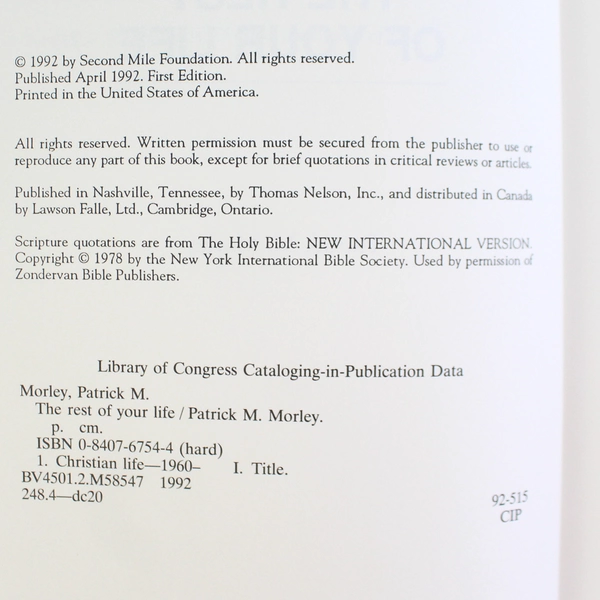 © 1992 by Second Mile Foundation. All rights reserved.
Published April 1992. First Edition.
Printed in the United States of America.
All rights reserved. Written permission must be secured from the publisher to use or
reproduce any part of this book, except for brief quotations in critical reviews or articles.
Published in Nashville, Tennessee, by Thomas Nelson, Inc., and distributed in Canada
by Lawson Falle, Ltd., Cambridge, Ontario.
Scripture quotations are from The Holy Bible: NEW INTERNATIONAL VERSION.
Copyright © 1978 by the New York International Bible Society. Used by permission of
Zondervan Bible Publishers.
Library of Congress Cataloging-in-Publication Data
Morley, Patrick M.
The rest of your life / Patrick M. Morley.
p. cm.
ISBN 0-8407-6754-4 (hard)
1. Christian life—1960– I. Title.
BV4501.2.M58547 1992
248.4—dc20
92-515
CIP